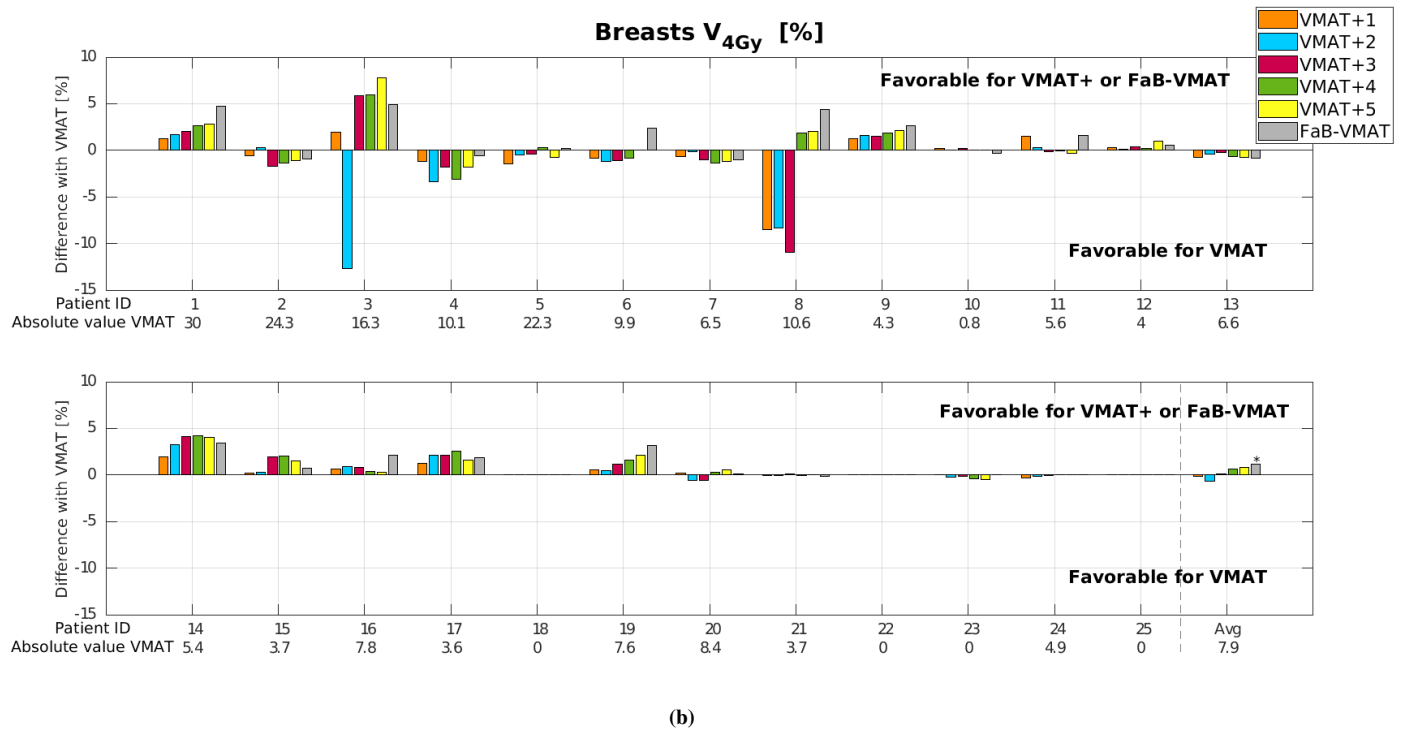 Breasts V4Gy [%]
VMAT+1
VMAT+2
VMAT+3
VMAT+4
VMAT+5
FaB-VMAT
Difference with VMAT [%]
10
5
0
-5
-10
-15
Favorable for VMAT+ or FaB-VMAT
Favorable for VMAT
Patient ID 1 2 3 4 5 6 7 8 9 10 11 12 13
Absolute value VMAT 30 24.3 16.3 10.1 22.3 9.9 6.5 10.6 4.3 0.8 5.6 4 6.6
Difference with VMAT [%]
10
5
0
-5
-10
-15
Favorable for VMAT+ or FaB-VMAT
*
Favorable for VMAT
Patient ID 14 15 16 17 18 19 20 21 22 23 24 25 Avg
Absolute value VMAT 5.4 3.7 7.8 3.6 0 7.6 8.4 3.7 0 0 4.9 0 7.9
(b)